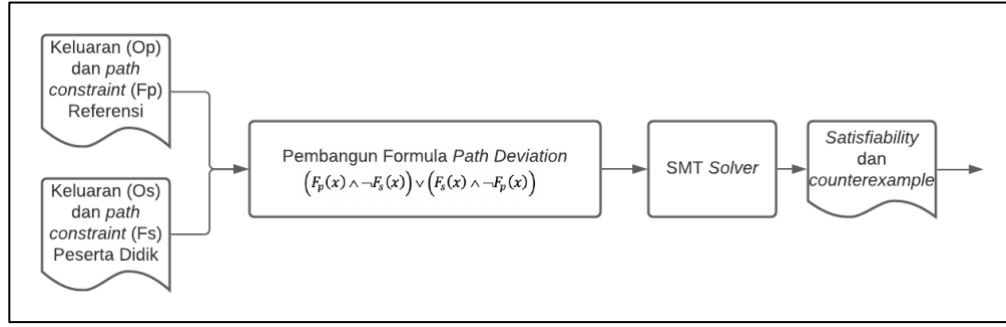 Keluaran (Op)
dan path
constraint (Fp)
Referensi
Keluaran (Os)
dan path
constraint (Fs)
Peserta Didik
Pembangun Formula Path Deviation
(Fₚ(x) ∧ ¬Fₛ(x)) ∨ (Fₛ(x) ∧ ¬Fₚ(x))
SMT Solver
Satisfiability
dan
counterexample